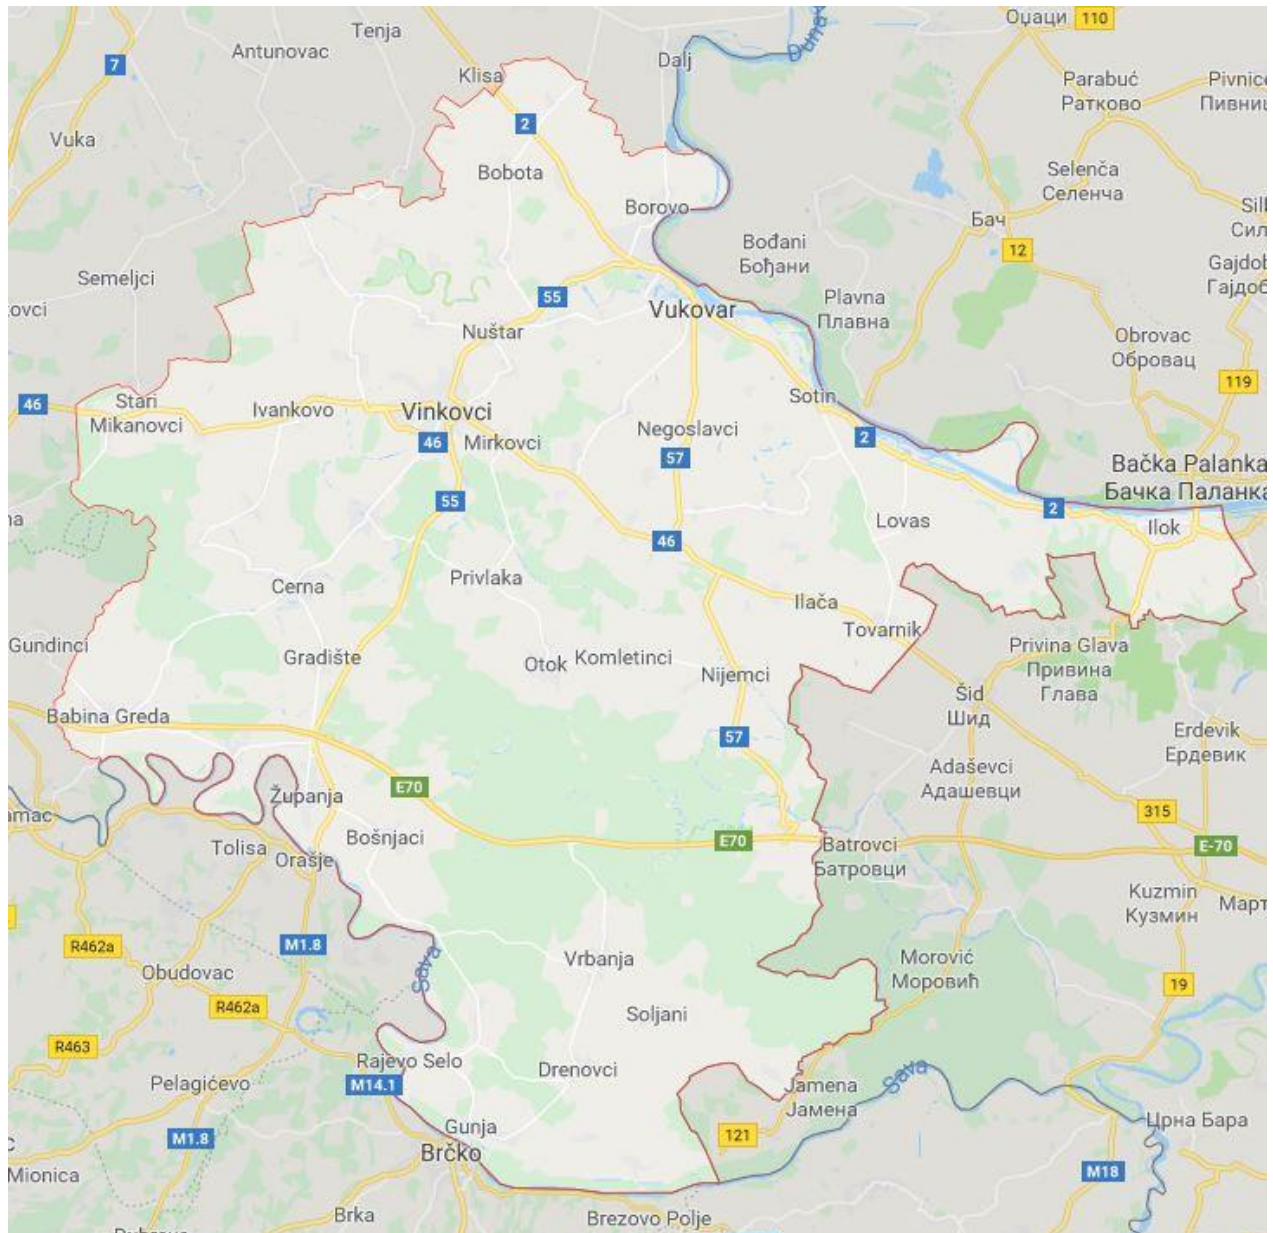 Оџаци
110
Tenja
Antunovac
7
Dalj
Klisa
Parabuć
Ратково
Vuka
2
Bobota
Selenča
Селенча
Borovo
Бач
12
Bođani
Бођани
Semeljci
55
Plavna
Плавна
Vukovar
Nuštar
Obrovac
Обровац
119
46
Stari
Mikanovci
Ivankovo
Vinkovci
46
Mirkovci
Sotin
Negoslavci
57
2
Bačka Palanka
Бачка Паланка
55
2
Lovas
Ilok
46
Cerna
Privlaka
Ilača
Tovarnik
Gundinci
Gradište
Otok
Komletinci
Nijemci
Privina Glava
Привина
Глава
Šid
Шид
Babina Greda
57
Erdevik
Ердевик
Adaševci
Адашевци
E70
Županja
315
Bošnjaci
Tolisa
Orašje
E70
Batrovci
Батровци
E-70
Kuzmin
Кузмин
R462a
M1.8
Sava
Vrbanja
Morović
Моровић
Obudovac
19
R462a
Soljani
R463
Rajevo Selo
Drenovci
Pelagićevo
M14.1
Jamena
Јамена
Sava
Gunja
121
Црна Бара
M1.8
Brčko
Mionica
M18
Brka
Brezovo Polje